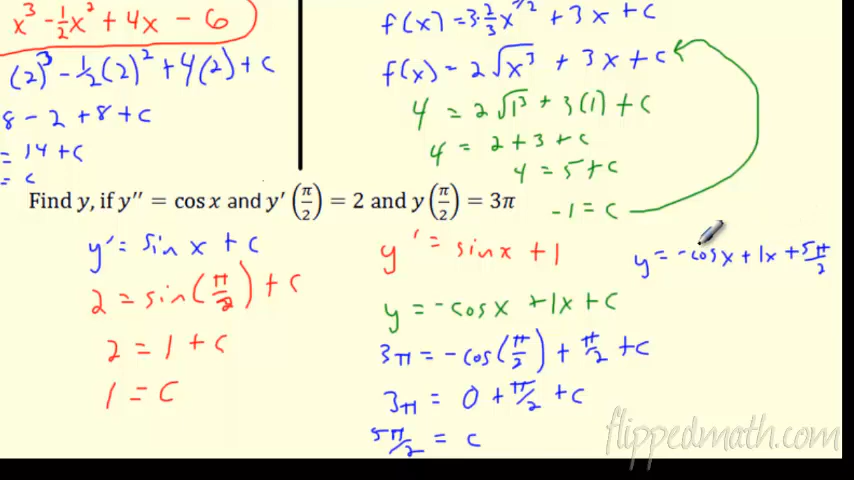 x³ - ½x² + 4x - 6
(2)³ - ½(2)² + 4(2) + c
8 - 2 + 8 + c
= 14 + c
= c
f(x) = 3·⅔x^3/2 + 3x + c
f(x) = 2√x³ + 3x + c
4 = 2√1³ + 3(1) + c
4 = 2 + 3 + c
4 = 5 + c
-1 = c
Find y, if y″ = cos x and y′(π/2) = 2 and y(π/2) = 3π
y' = sin x + c
2 = sin(π/2) + c
2 = 1 + c
1 = c
y' = sin x + 1
y = -cos x + 1x + c
3π = -cos(π/2) + π/2 + c
3π = 0 + π/2 + c
5π/2 = c
y = -cos x + 1x + 5π/2
flippedmath.com